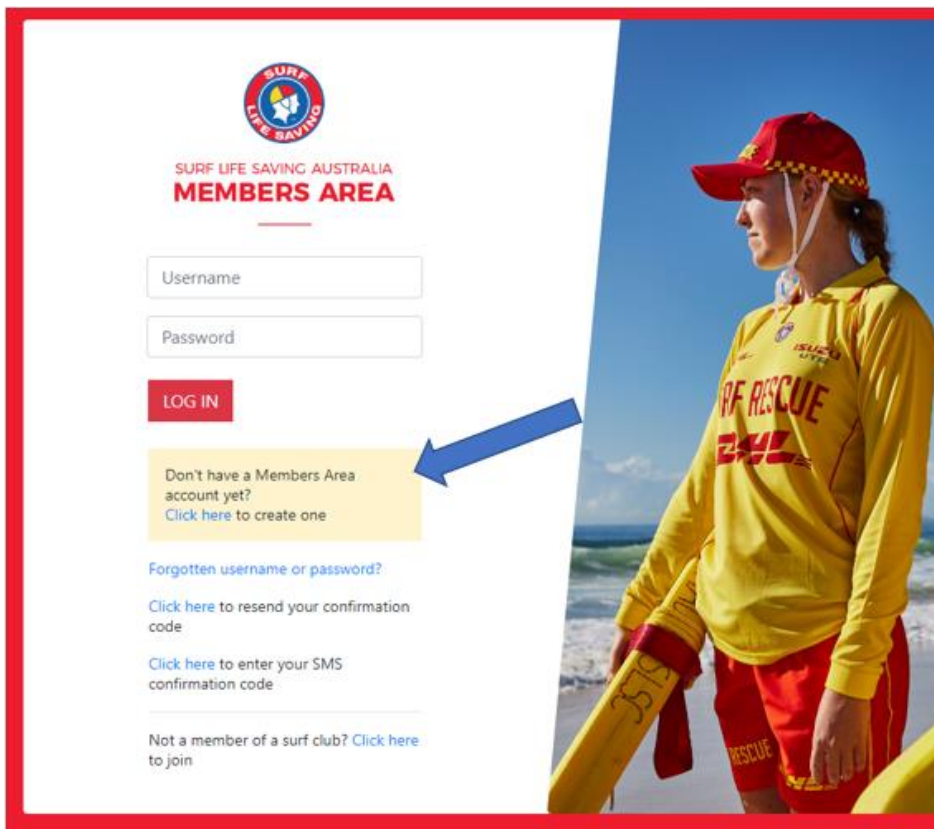 SURF
LIFE SAVING
SURF LIFE SAVING AUSTRALIA
MEMBERS AREA
Username
Password
LOG IN
Don't have a Members Area
account yet?
Click here to create one
Forgotten username or password?
Click here to resend your confirmation
code
Click here to enter your SMS
confirmation code
Not a member of a surf club? Click here
to join
ISUZU
UTE
RF RESCUE
DHL
RESCUE